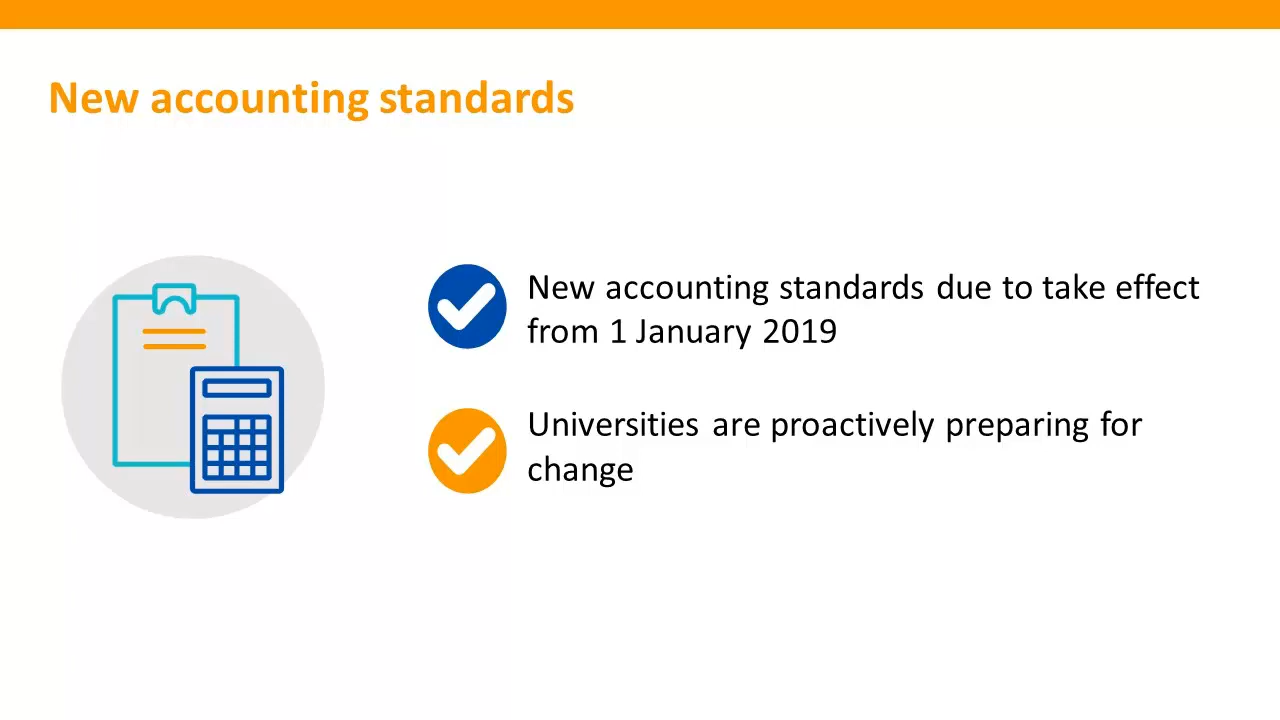 New accounting standards
New accounting standards due to take effect
from 1 January 2019
Universities are proactively preparing for
change